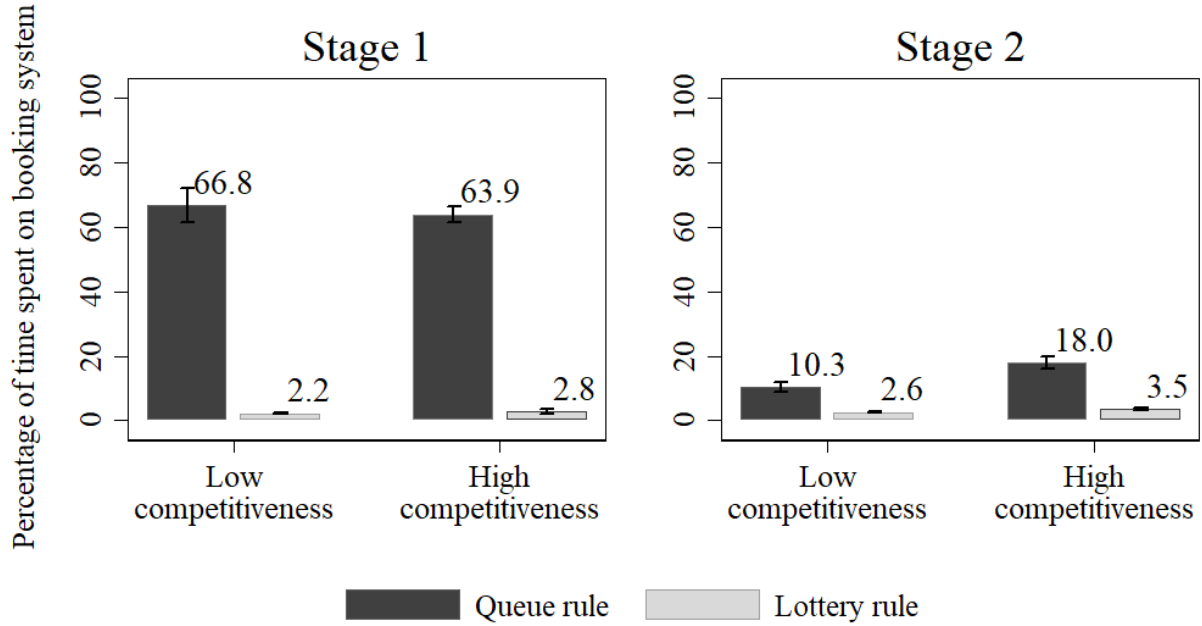 Percentage of time spent on booking system
Stage 1
100
80
60
40
20
0
66.8
2.2
63.9
2.8
Low
competitiveness
High
competitiveness
Stage 2
100
80
60
40
20
0
10.3
2.6
18.0
3.5
Low
competitiveness
High
competitiveness
Queue rule
Lottery rule